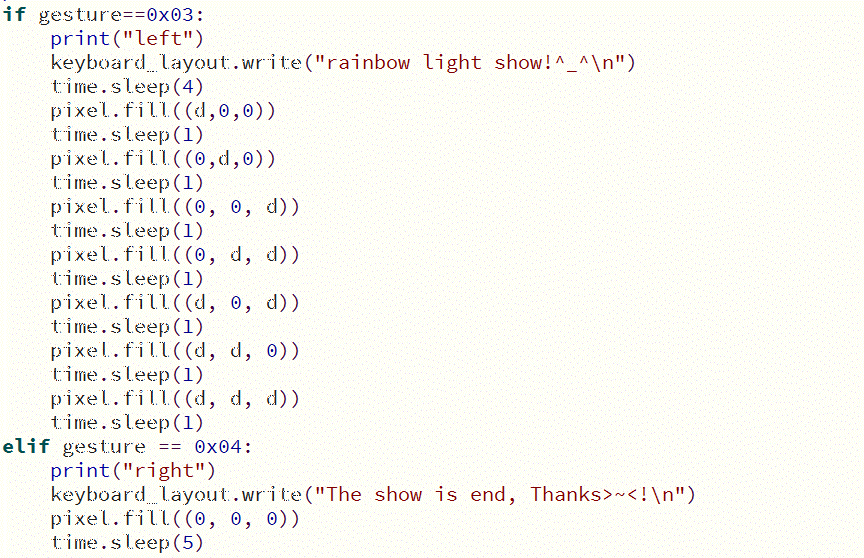 if gesture==0x03:
    print("left")
    keyboard_layout.write("rainbow light show!^_^\n")
    time.sleep(4)
    pixel.fill((d,0,0))
    time.sleep(1)
    pixel.fill((0,d,0))
    time.sleep(1)
    pixel.fill((0, 0, d))
    time.sleep(1)
    pixel.fill((0, d, d))
    time.sleep(1)
    pixel.fill((d, 0, d))
    time.sleep(1)
    pixel.fill((d, d, 0))
    time.sleep(1)
    pixel.fill((d, d, d))
    time.sleep(1)
elif gesture == 0x04:
    print("right")
    keyboard_layout.write("The show is end, Thanks>~<!\n")
    pixel.fill((0, 0, 0))
    time.sleep(5)